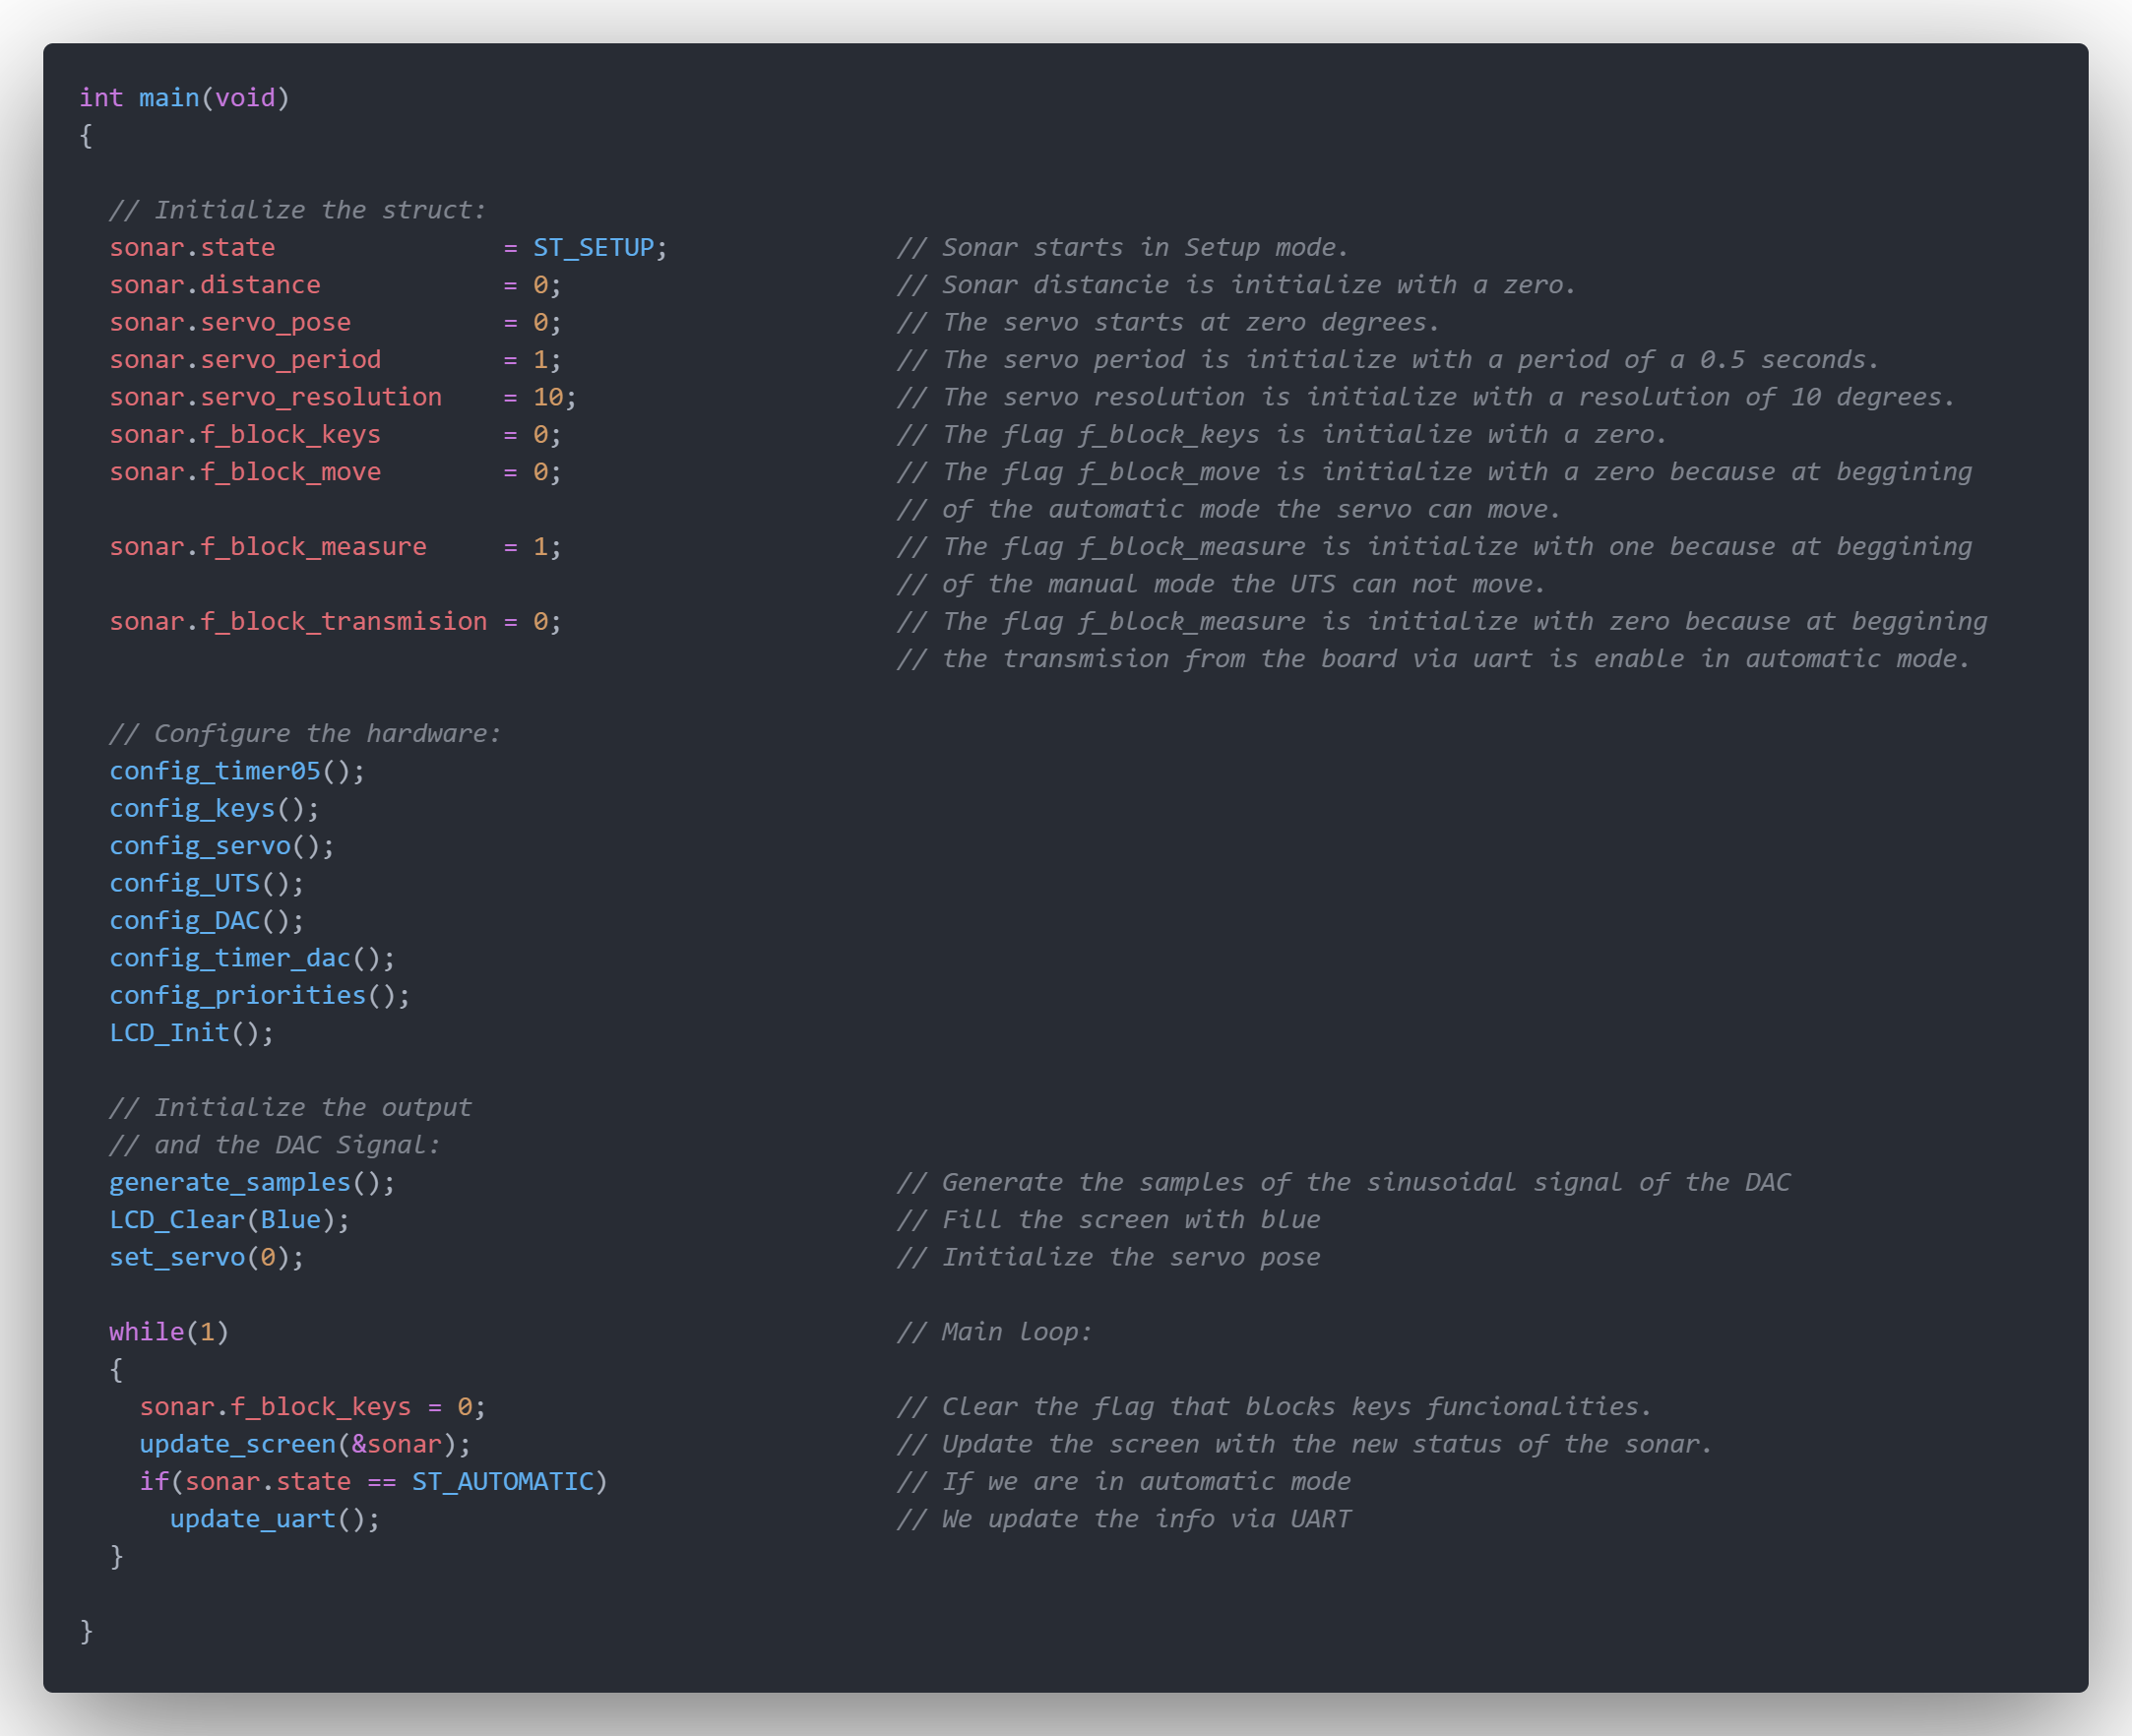 int main(void)
{
// Initialize the struct:
sonar.state = ST_SETUP; // Sonar starts in Setup mode.
sonar.distance = 0; // Sonar distancie is initialize with a zero.
sonar.servo_pose = 0; // The servo starts at zero degrees.
sonar.servo_period = 1; // The servo period is initialize with a period of a 0.5 seconds.
sonar.servo_resolution = 10; // The servo resolution is initialize with a resolution of 10 degrees.
sonar.f_block_keys = 0; // The flag f_block_keys is initialize with a zero.
sonar.f_block_move = 0; // The flag f_block_move is initialize with a zero because at beggining
// of the automatic mode the servo can move.
sonar.f_block_measure = 1; // The flag f_block_measure is initialize with one because at beggining
// of the manual mode the UTS can not move.
sonar.f_block_transmision = 0; // The flag f_block_measure is initialize with zero because at beggining
// the transmision from the board via uart is enable in automatic mode.
// Configure the hardware:
config_timer05();
config_keys();
config_servo();
config_UTS();
config_DAC();
config_timer_dac();
config_priorities();
LCD_Init();
// Initialize the output
// and the DAC Signal:
generate_samples(); // Generate the samples of the sinusoidal signal of the DAC
LCD_Clear(Blue); // Fill the screen with blue
set_servo(0); // Initialize the servo pose
while(1) // Main loop:
{
sonar.f_block_keys = 0; // Clear the flag that blocks keys funcionalities.
update_screen(&sonar); // Update the screen with the new status of the sonar.
if(sonar.state == ST_AUTOMATIC) // If we are in automatic mode
update_uart(); // We update the info via UART
}
}